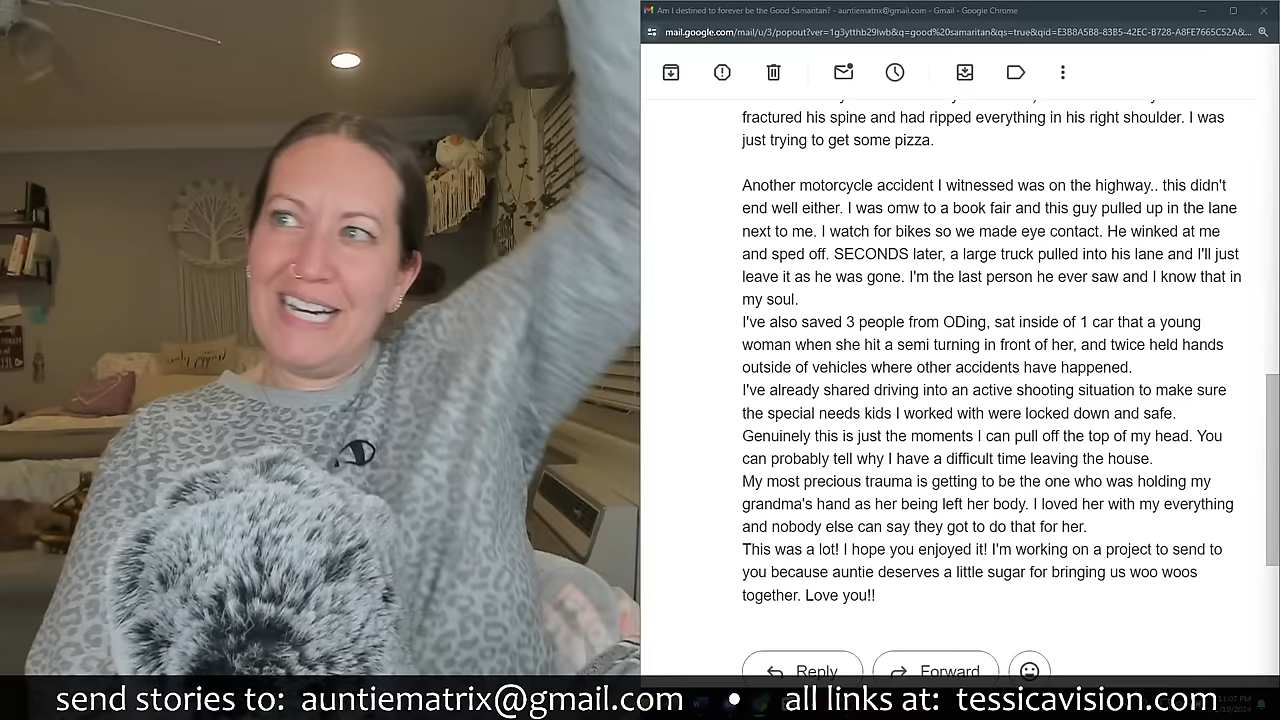 Am I destined to forever be the Good Samaritan? - auntiematrix@gmail.com - Gmail - Google Chrome
mail.google.com/mail/u/3/popout?ver=1g3ytthb29lwb&q=good%20samaritan&qs=true&qid=E3B8A5B8-83B5-42EC-B728-A8FE7665C52A&...
fractured his spine and had ripped everything in his right shoulder. I was
just trying to get some pizza.
Another motorcycle accident I witnessed was on the highway.. this didn't
end well either. I was omw to a book fair and this guy pulled up in the lane
next to me. I watch for bikes so we made eye contact. He winked at me
and sped off. SECONDS later, a large truck pulled into his lane and I'll just
leave it as he was gone. I'm the last person he ever saw and I know that in
my soul.
I've also saved 3 people from ODing, sat inside of 1 car that a young
woman when she hit a semi turning in front of her, and twice held hands
outside of vehicles where other accidents have happened.
I've already shared driving into an active shooting situation to make sure
the special needs kids I worked with were locked down and safe.
Genuinely this is just the moments I can pull off the top of my head. You
can probably tell why I have a difficult time leaving the house.
My most precious trauma is getting to be the one who was holding my
grandma's hand as her being left her body. I loved her with my everything
and nobody else can say they got to do that for her.
This was a lot! I hope you enjoyed it! I'm working on a project to send to
you because auntie deserves a little sugar for bringing us woo woos
together. Love you!!
Reply Forward
send stories to: auntiematrix@gmail.com • all links at: tessicavision.com